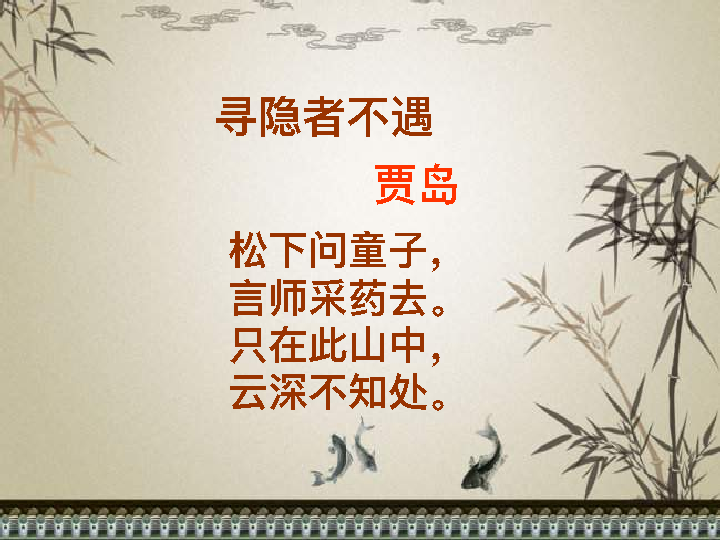 寻隐者不遇
贾岛
松下问童子，
言师采药去。
只在此山中，
云深不知处。